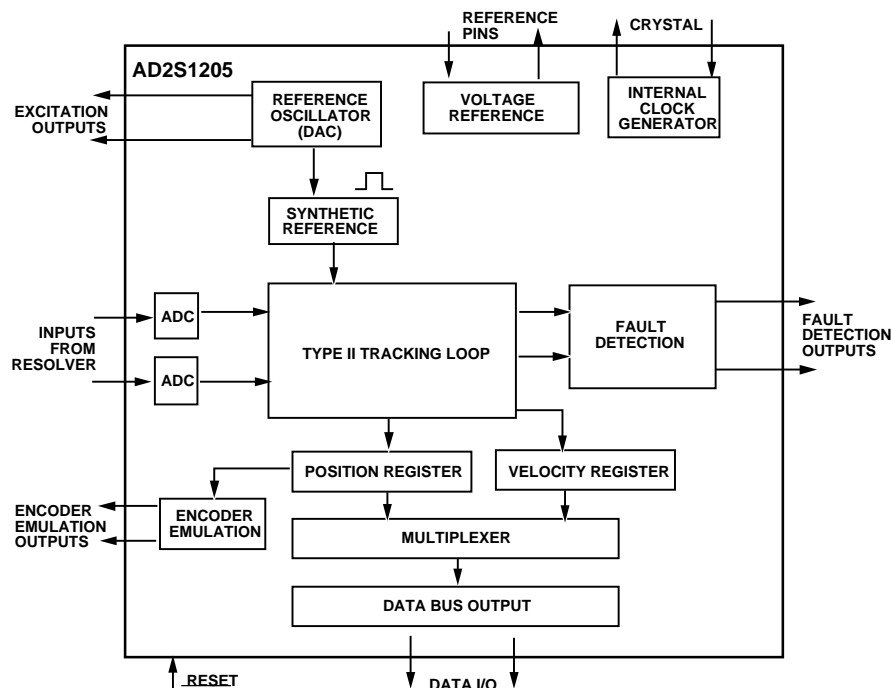 REFERENCE
PINS
CRYSTAL
AD2S1205
EXCITATION
OUTPUTS
REFERENCE
OSCILLATOR
(DAC)
VOLTAGE
REFERENCE
INTERNAL
CLOCK
GENERATOR
SYNTHETIC
REFERENCE
INPUTS
FROM
RESOLVER
ADC
ADC
TYPE II TRACKING LOOP
FAULT
DETECTION
FAULT
DETECTION
OUTPUTS
POSITION REGISTER
VELOCITY REGISTER
ENCODER
EMULATION
OUTPUTS
ENCODER
EMULATION
MULTIPLEXER
DATA BUS OUTPUT
RESET
DATA I/O